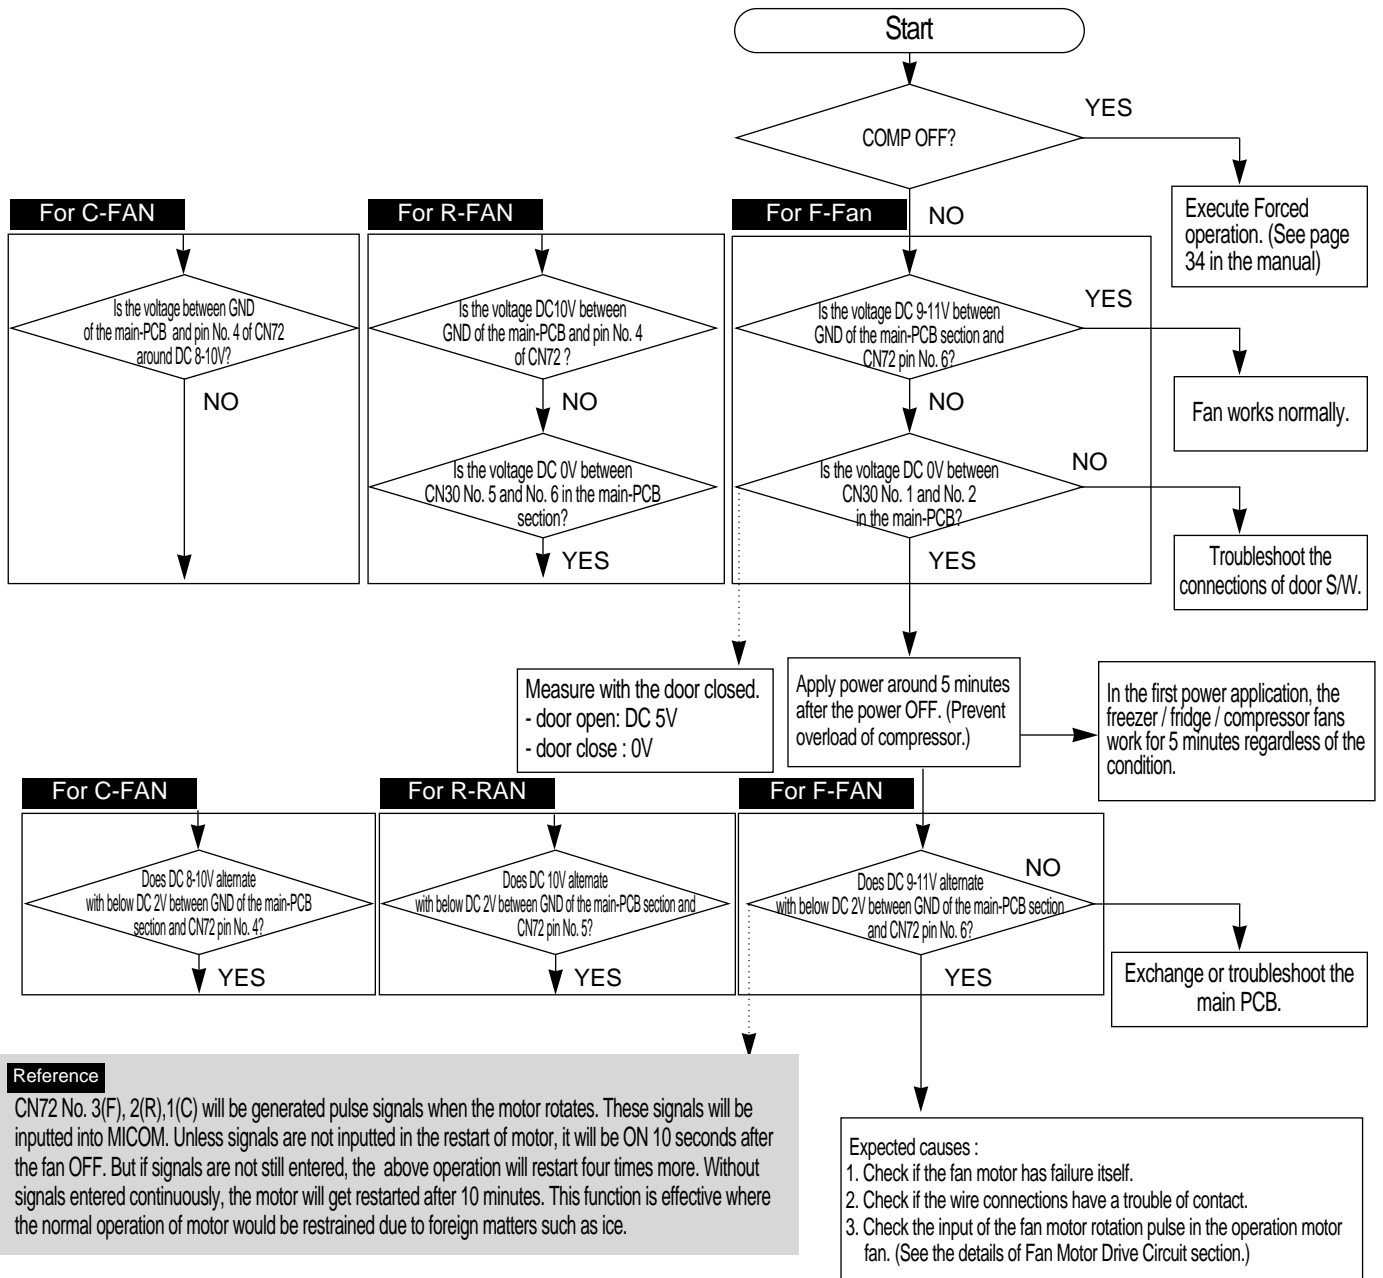 Start
COMP OFF?
YES
NO
Execute Forced
operation. (See page
34 in the manual)
For C-FAN
Is the voltage between GND
of the main-PCB and pin No. 4 of CN72
around DC 8-10V?
NO
For R-FAN
Is the voltage DC10V between
GND of the main-PCB and pin No. 4
of CN72 ?
NO
Is the voltage DC 0V between
CN30 No. 5 and No. 6 in the main-PCB
section?
YES
For F-Fan
Is the voltage DC 9-11V between
GND of the main-PCB section and
CN72 pin No. 6?
YES
NO
Fan works normally.
Is the voltage DC 0V between
CN30 No. 1 and No. 2
in the main-PCB?
NO
YES
Troubleshoot the
connections of door S/W.
Measure with the door closed.
- door open: DC 5V
- door close : 0V
Apply power around 5 minutes
after the power OFF. (Prevent
overload of compressor.)
In the first power application, the
freezer / fridge / compressor fans
work for 5 minutes regardless of the
condition.
For C-FAN
Does DC 8-10V alternate
with below DC 2V between GND of the main-PCB
section and CN72 pin No. 4?
YES
For R-RAN
Does DC 10V alternate
with below DC 2V between GND of the main-PCB section and
CN72 pin No. 5?
YES
For F-FAN
Does DC 9-11V alternate
with below DC 2V between GND of the main-PCB section
and CN72 pin No. 6?
NO
YES
Exchange or troubleshoot the
main PCB.
Reference
CN72 No. 3(F), 2(R),1(C) will be generated pulse signals when the motor rotates. These signals will be
inputted into MICOM. Unless signals are not inputted in the restart of motor, it will be ON 10 seconds after
the fan OFF. But if signals are not still entered, the above operation will restart four times more. Without
signals entered continuously, the motor will get restarted after 10 minutes. This function is effective where
the normal operation of motor would be restrained due to foreign matters such as ice.
Expected causes :
1. Check if the fan motor has failure itself.
2. Check if the wire connections have a trouble of contact.
3. Check the input of the fan motor rotation pulse in the operation motor
fan. (See the details of Fan Motor Drive Circuit section.)